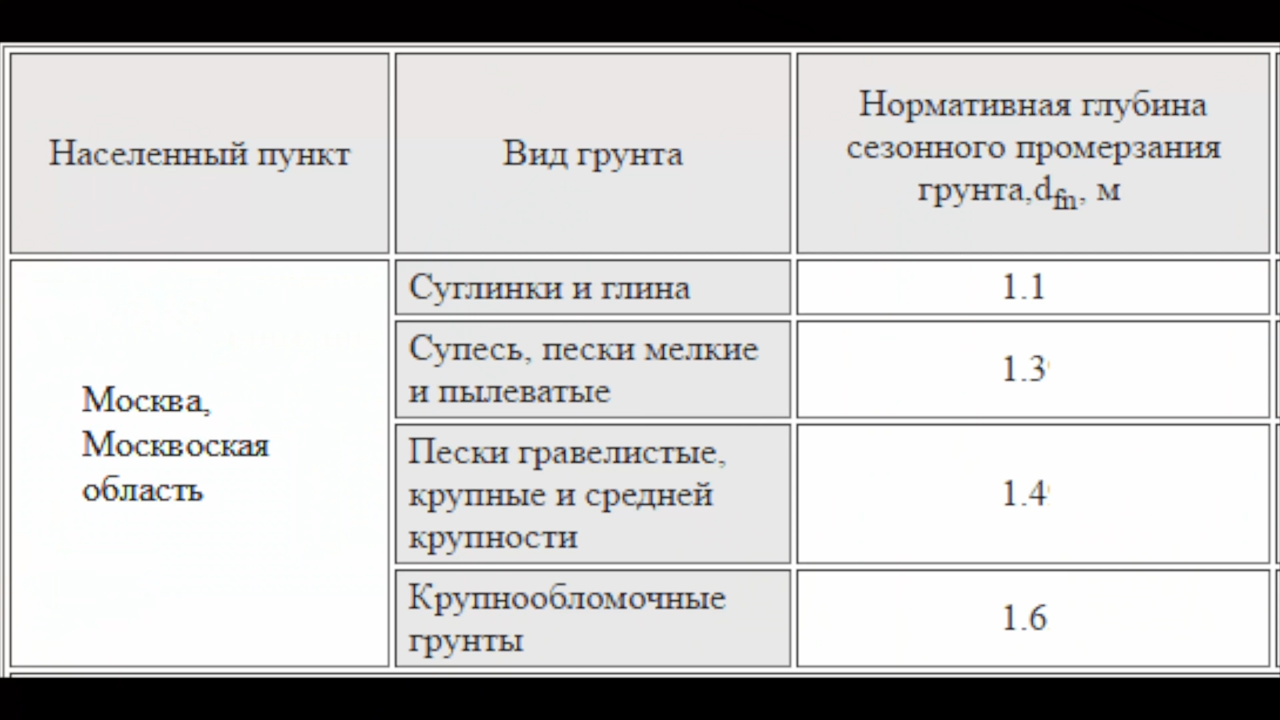 Населенный пункт
Вид грунта
Нормативная глубина
сезонного промерзания
грунта,dfn, м
Москва,
Москвоская
область
Суглинки и глина
1.1
Супесь, пески мелкие
и пылеватые
1.3
Пески гравелистые,
крупные и средней
крупности
1.4
Крупнообломочные
грунты
1.6